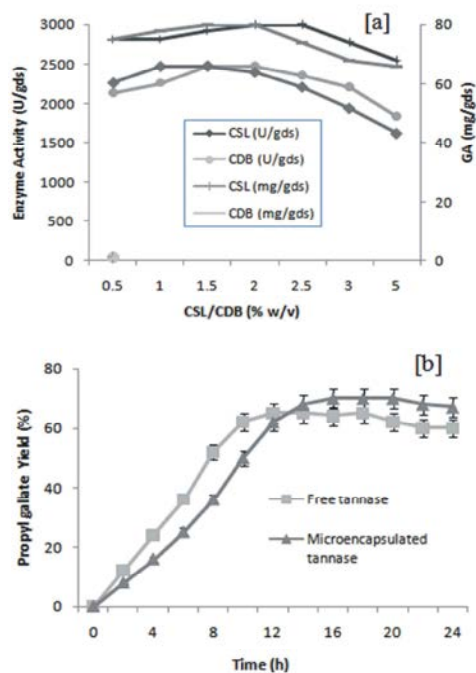 [a]
3000
2500
2000
1500
1000
500
0
Enzyme Activity (U/gds)
80
60
40
20
0
GA (mg/gds)
CSL (U/gds)
CDB (U/gds)
CSL (mg/gds)
CDB (mg/gds)
0.5 1 1.5 2 2.5 3 5
CSL/CDB (% w/v)
[b]
80
60
40
20
0
Propyl gallate Yield (%)
Free tannase
Microencapsulated
tannase
0 4 8 12 16 20 24
Time (h)